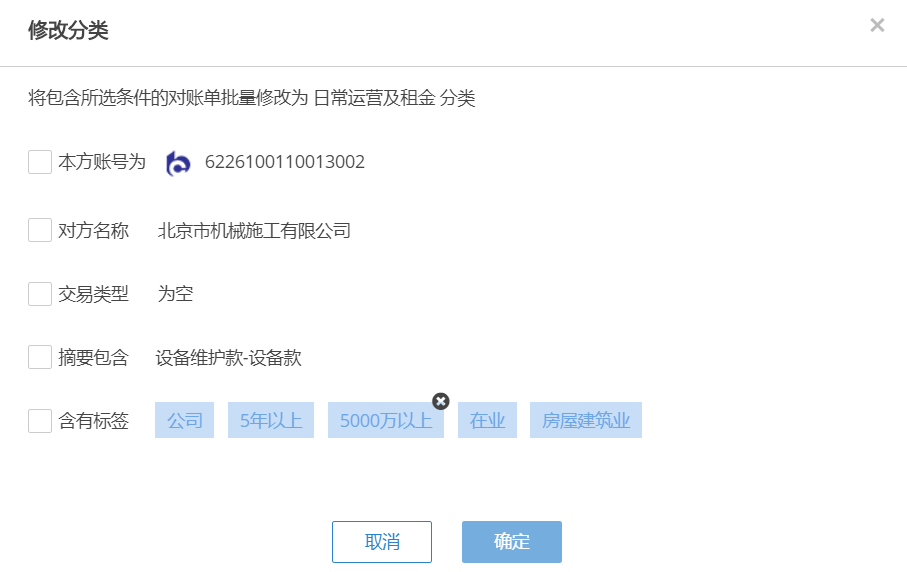 修改分类
将包含所选条件的对账单批量修改为 日常运营及租金 分类
本方账号为 6226100110013002
对方名称 北京市机械施工有限公司
交易类型 为空
摘要包含 设备维护款-设备款
含有标签 公司 5年以上 5000万以上 在业 房屋建筑业
取消 确定